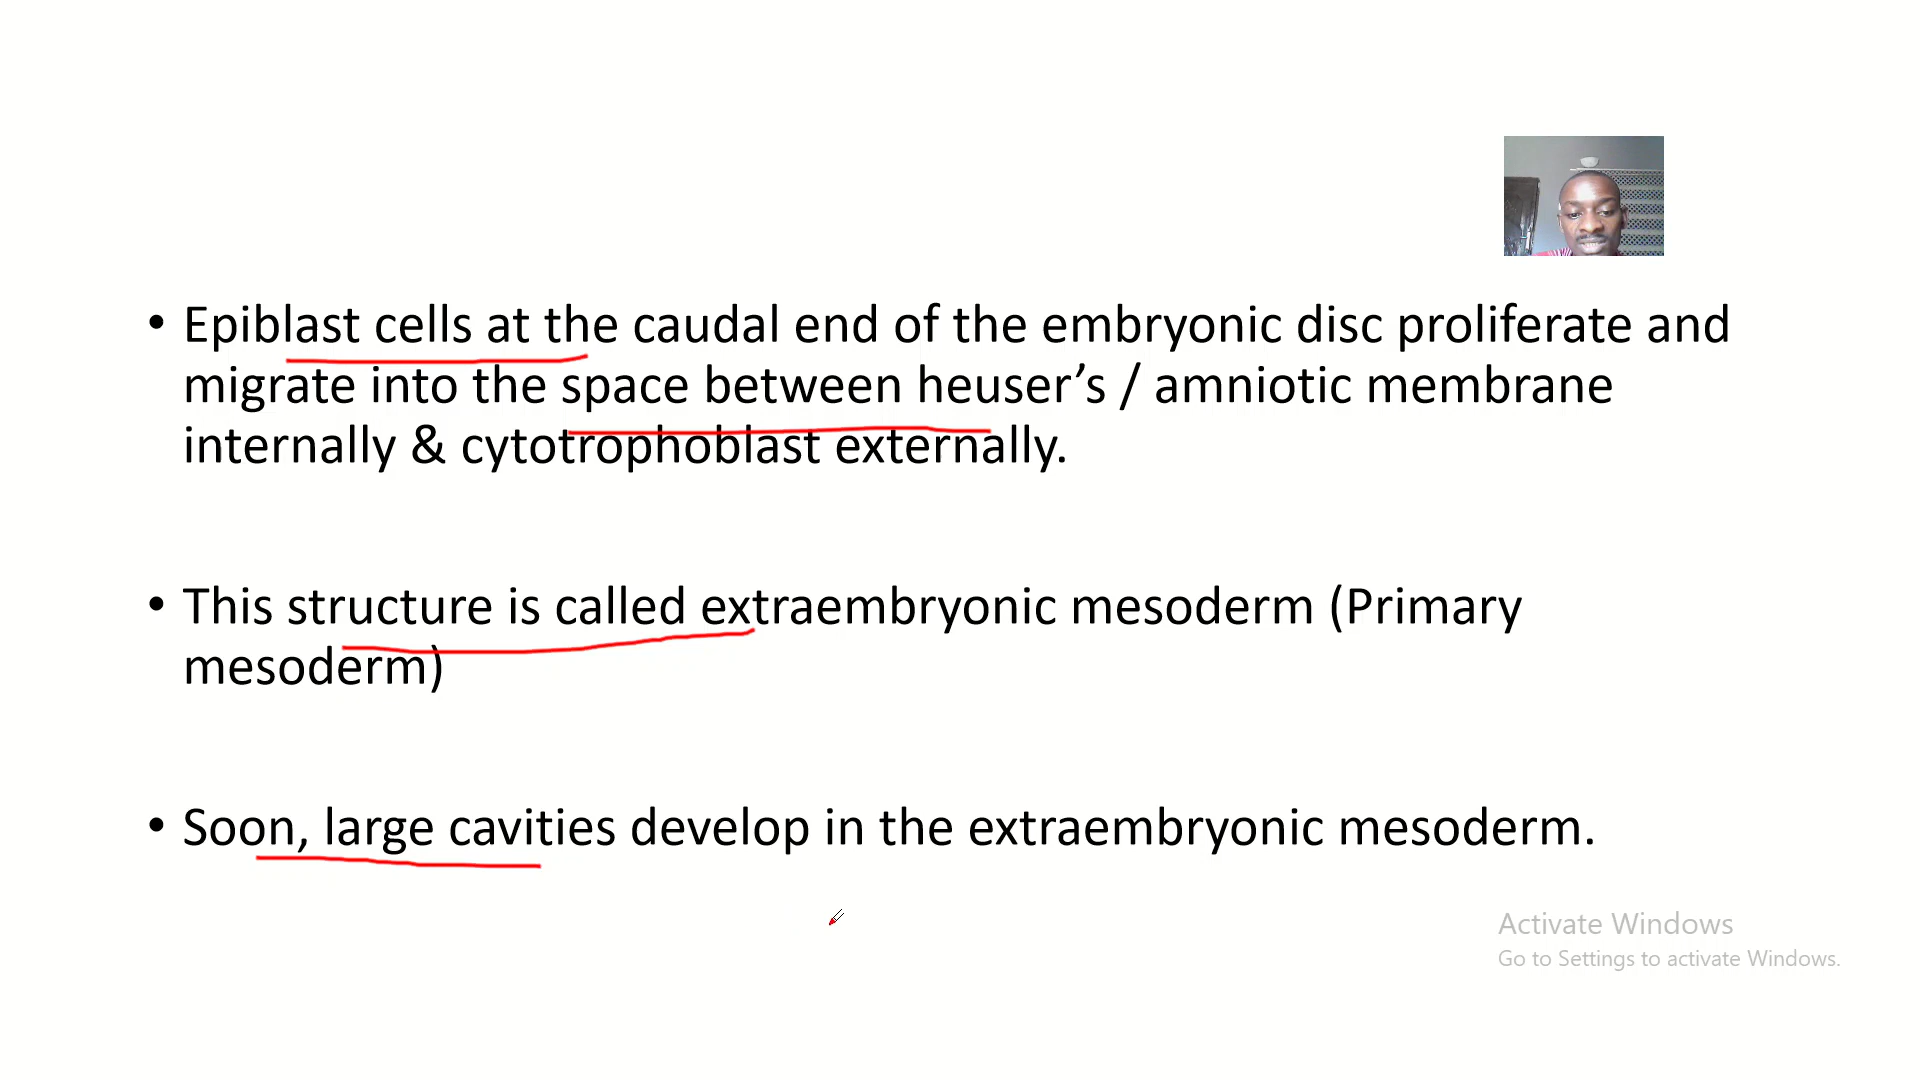 • Epiblast cells at the caudal end of the embryonic disc proliferate and
migrate into the space between heuser’s / amniotic membrane
internally & cytotrophoblast externally.
• This structure is called extraembryonic mesoderm (Primary
mesoderm)
• Soon, large cavities develop in the extraembryonic mesoderm.
Activate Windows
Go to Settings to activate Windows.